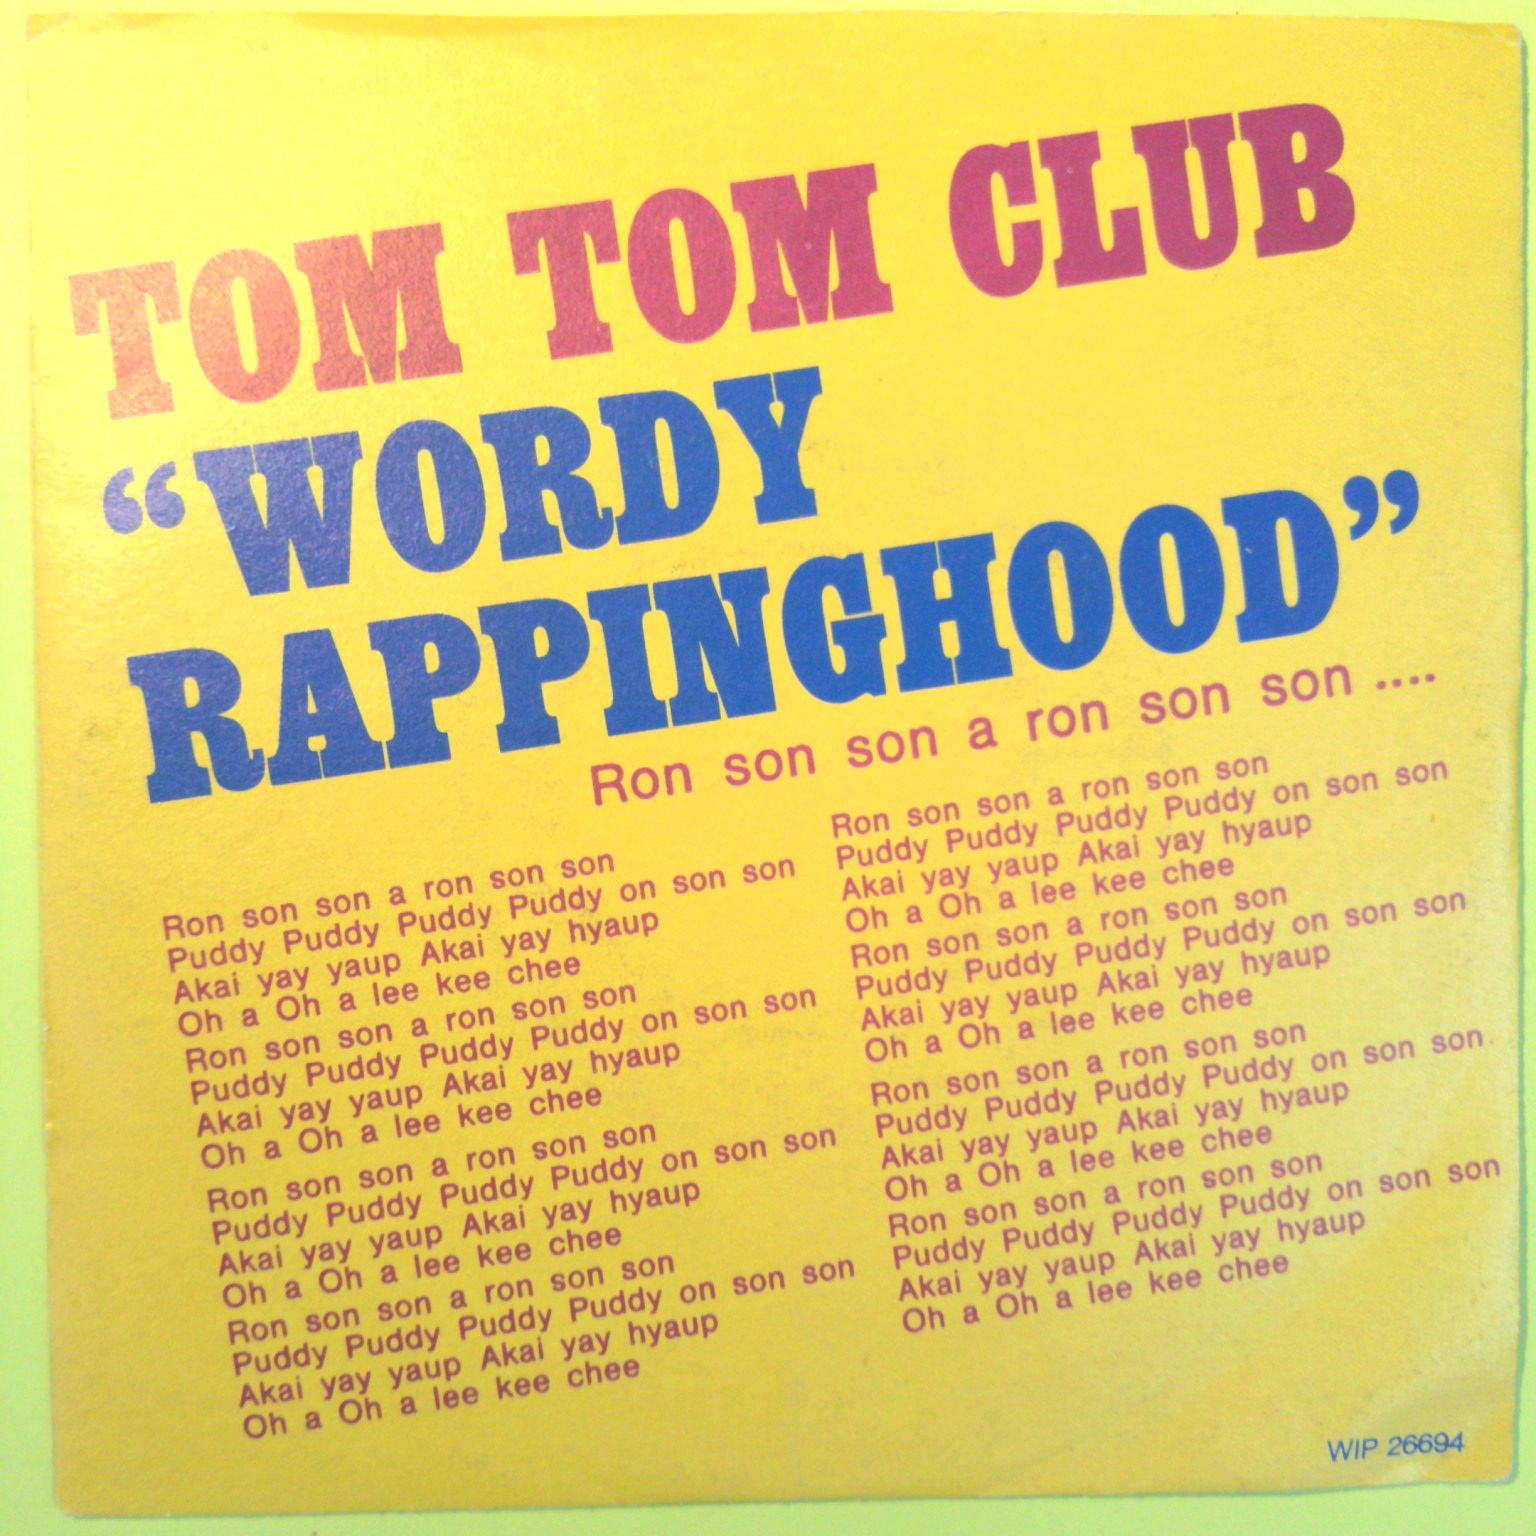 TOM TOM CLUB
“WORDY
RAPPINGHOOD”
Ron son son a ron son son ....
Ron son son a ron son son
Puddy Puddy Puddy Puddy on son son
Akai yay yaup Akai yay hyaup
Oh a Oh a lee kee chee
Ron son son a ron son son
Puddy Puddy Puddy Puddy on son son
Akai yay yaup Akai yay hyaup
Oh a Oh a lee kee chee
Ron son son a ron son son
Puddy Puddy Puddy Puddy on son son
Akai yay yaup Akai yay hyaup
Oh a Oh a lee kee chee
Ron son son a ron son son
Puddy Puddy Puddy Puddy on son son
Akai yay yaup Akai yay hyaup
Oh a Oh a lee kee chee
Ron son son a ron son son
Puddy Puddy Puddy Puddy on son son
Akai yay yaup Akai yay hyaup
Oh a Oh a lee kee chee
Ron son son a ron son son
Puddy Puddy Puddy Puddy on son son
Akai yay yaup Akai yay hyaup
Oh a Oh a lee kee chee
Ron son son a ron son son
Puddy Puddy Puddy Puddy on son son
Akai yay yaup Akai yay hyaup
Oh a Oh a lee kee chee
Ron son son a ron son son
Puddy Puddy Puddy Puddy on son son
Akai yay yaup Akai yay hyaup
Oh a Oh a lee kee chee
WIP 26694